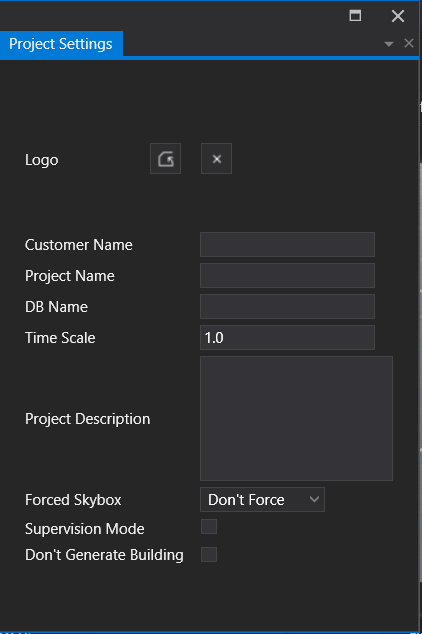 Project Settings
Logo
Customer Name
Project Name
DB Name
Time Scale 1.0
Project Description
Forced Skybox Don't Force
Supervision Mode
Don't Generate Building